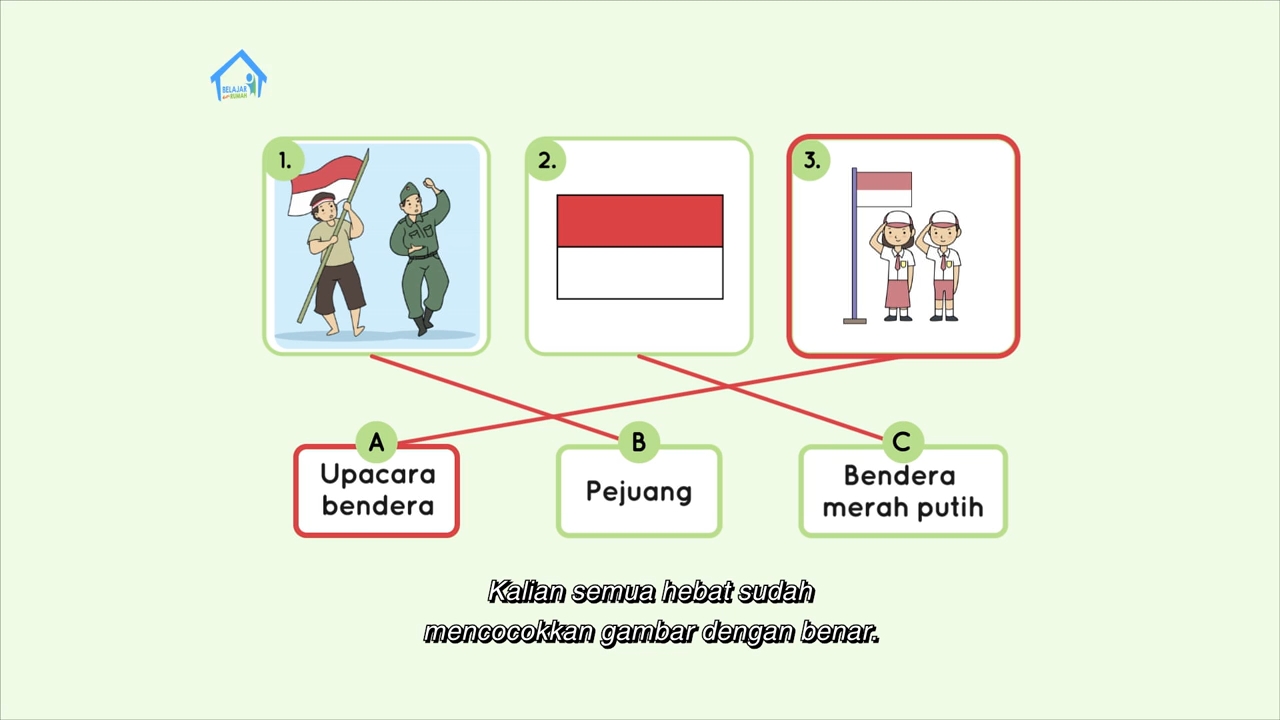 BELAJAR
dari RUMAH
1.
2.
3.
A
B
C
Upacara
bendera
Pejuang
Bendera
merah putih
Kalian semua hebat sudah
mencocokkan gambar dengan benar.